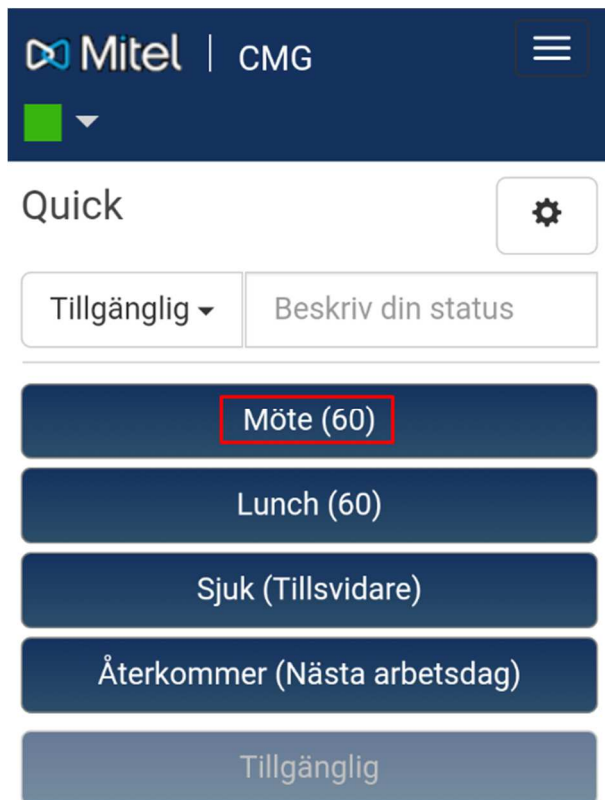 Mitel | CMG
Quick
Tillgänglig Beskriv din status
Möte (60)
Lunch (60)
Sjuk (Tillsvidare)
Återkommer (Nästa arbetsdag)
Tillgänglig